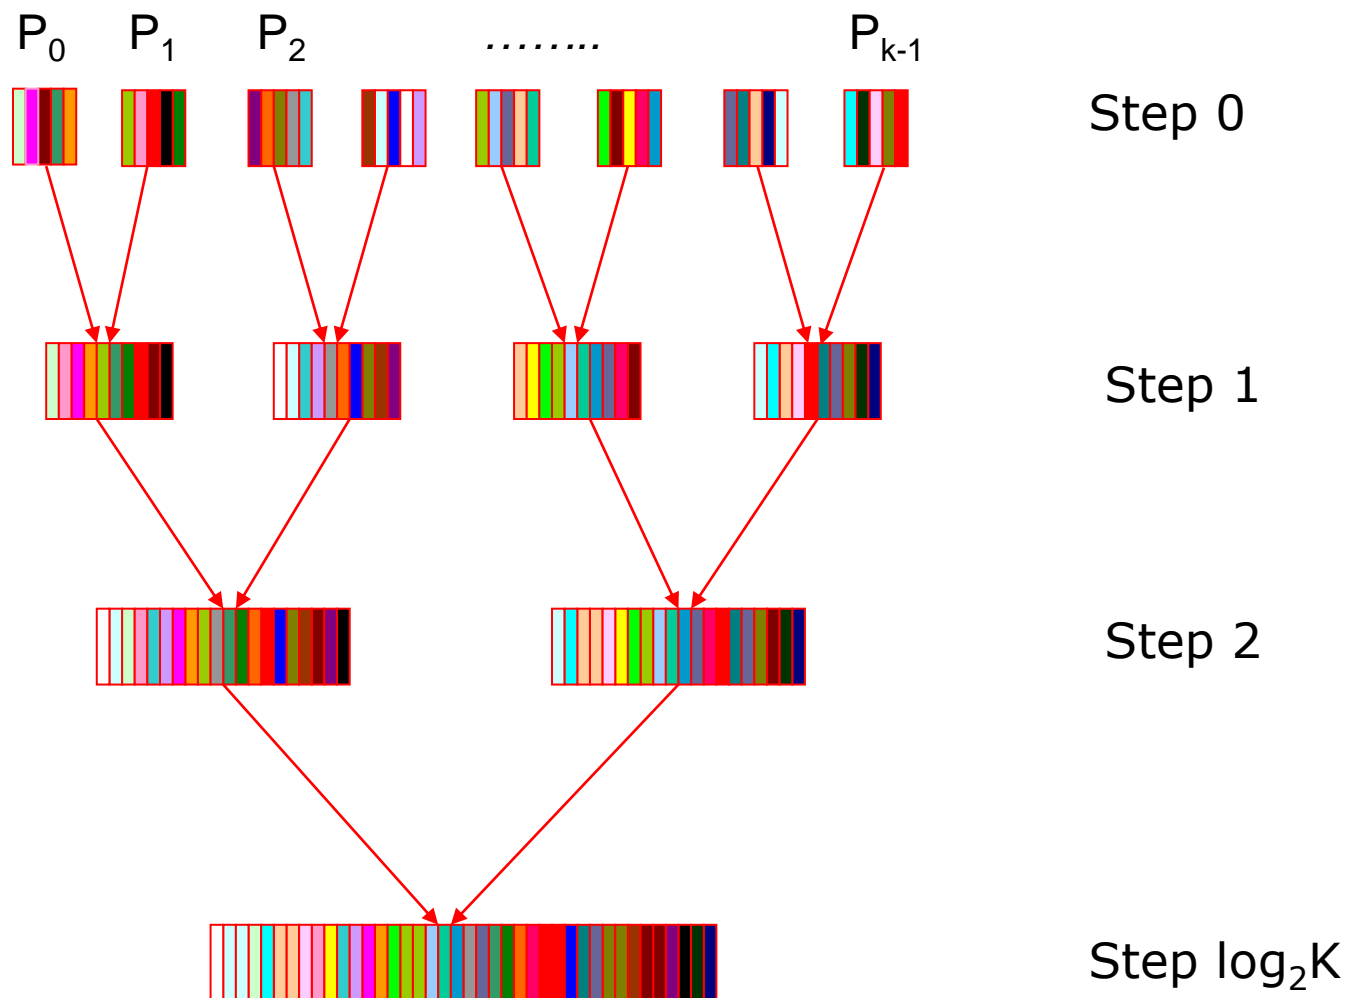 P₀ P₁ P₂ ........ Pₖ₋₁
Step 0
Step 1
Step 2
Step log₂K